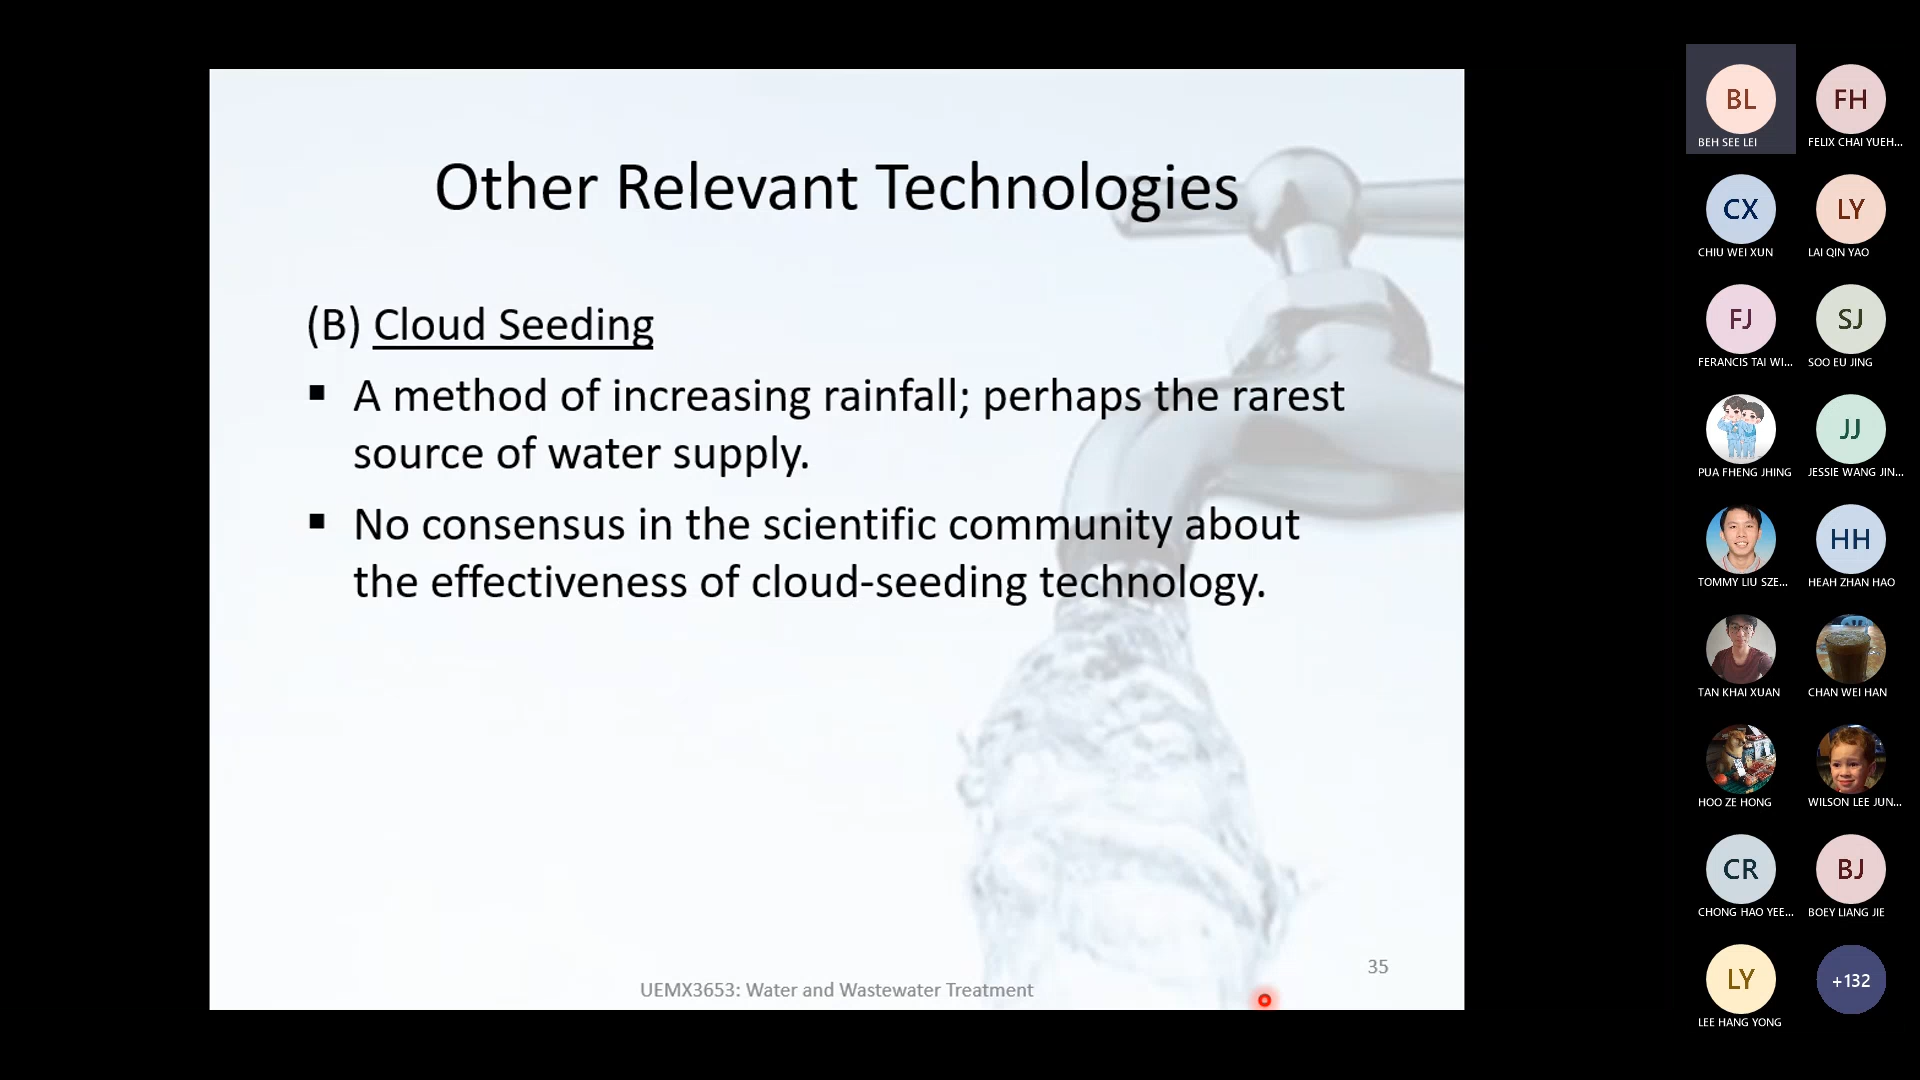 Other Relevant Technologies
(B) Cloud Seeding
▪ A method of increasing rainfall; perhaps the rarest
source of water supply.
▪ No consensus in the scientific community about
the effectiveness of cloud-seeding technology.
35
UEMX3653: Water and Wastewater Treatment
BL
BEH SEE LEI
FH
FELIX CHAI YUEH...
CX
CHIU WEI XUN
LY
LAI QIN YAO
FJ
FERANCIS TAI WI...
SJ
SOO EU JING
PUA FHENG JHING
JJ
JESSIE WANG JIN...
TOMMY LIU SZE...
HH
HEAH ZHAN HAO
TAN KHAI XUAN
CHAN WEI HAN
HOO ZE HONG
WILSON LEE JUN...
CR
CHONG HAO YEE...
BJ
BOEY LIANG JIE
LY
LEE HANG YONG
+132